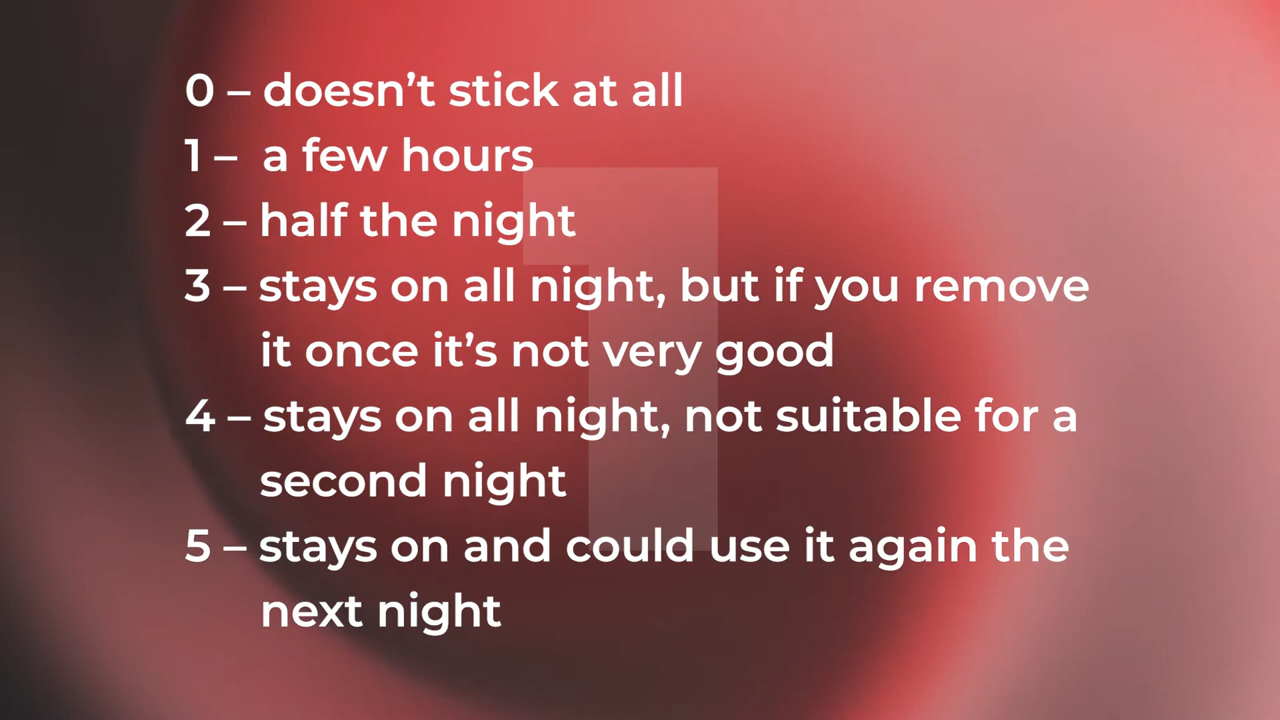 0 – doesn’t stick at all
1 – a few hours
2 – half the night
3 – stays on all night, but if you remove
it once it’s not very good
4 – stays on all night, not suitable for a
second night
5 – stays on and could use it again the
next night
1